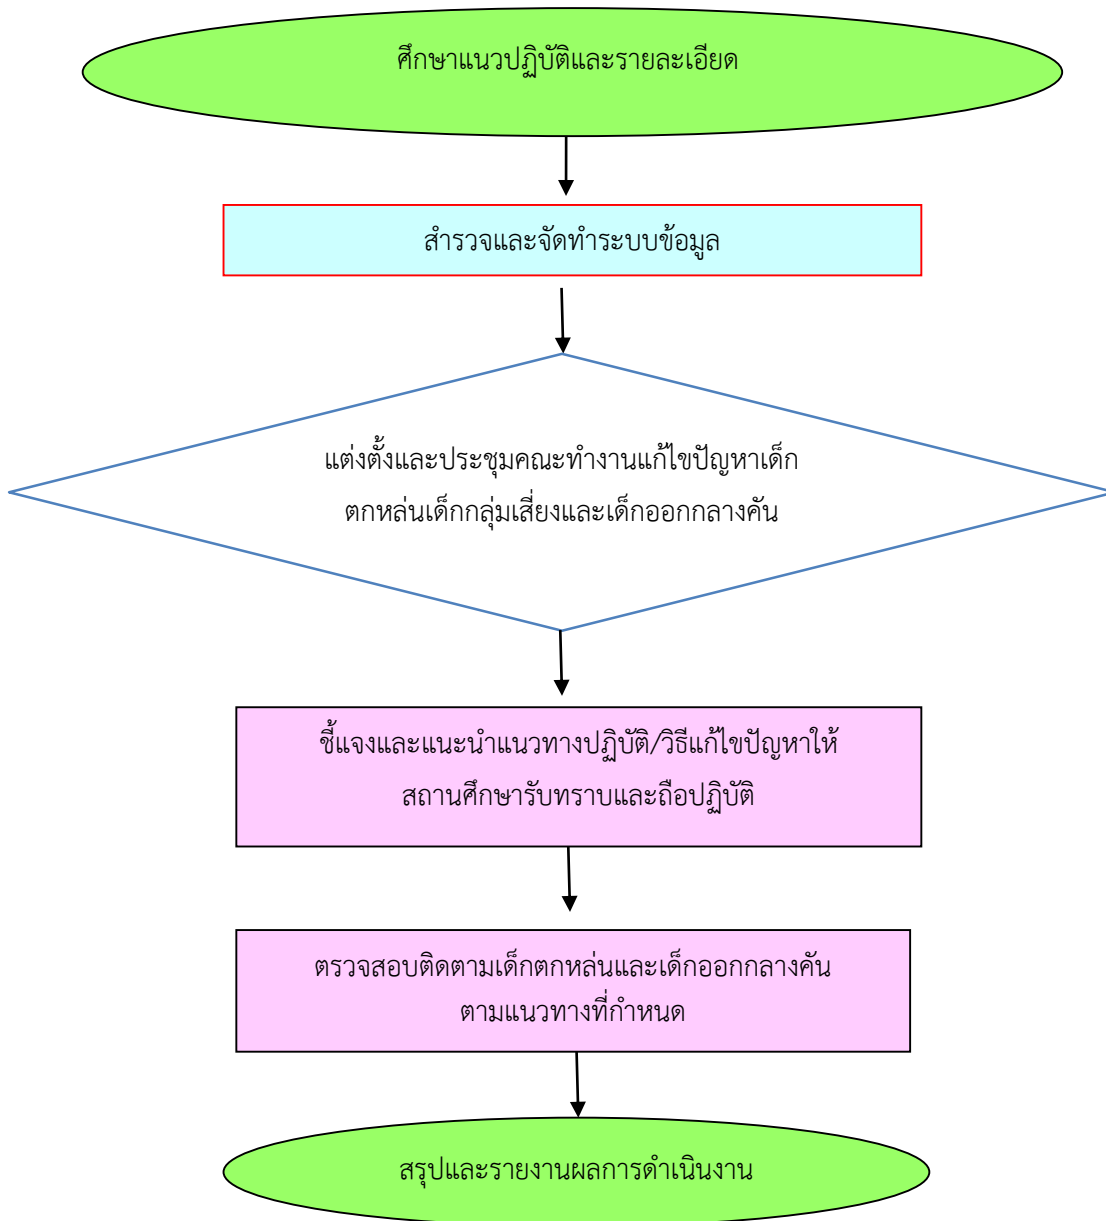 ศึกษาแนวปฏิบัติและรายละเอียด
สำรวจและจัดทำระบบข้อมูล
แต่งตั้งและประชุมคณะทำงานแก้ไขปัญหาเด็ก
ตกหล่นเด็กกลุ่มเสี่ยงและเด็กออกกลางคัน
ชี้แจงและแนะนำแนวทางปฏิบัติ/วิธีแก้ไขปัญหาให้
สถานศึกษารับทราบและถือปฏิบัติ
ตรวจสอบติดตามเด็กตกหล่นและเด็กออกกลางคัน
ตามแนวทางที่กำหนด
สรุปและรายงานผลการดำเนินงาน